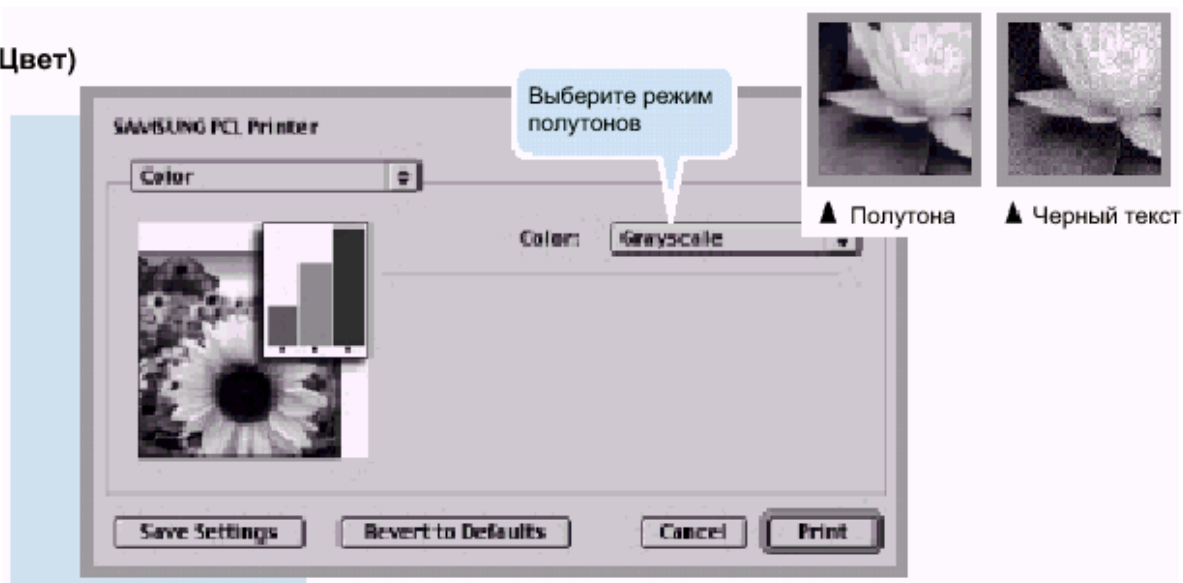 Цвет)
SAMSUNG PCL Printer
Color
Выберите режим
полутонов
Color: Grayscale
Полутона
Черный текст
Save Settings
Revert to Defaults
Cancel
Print